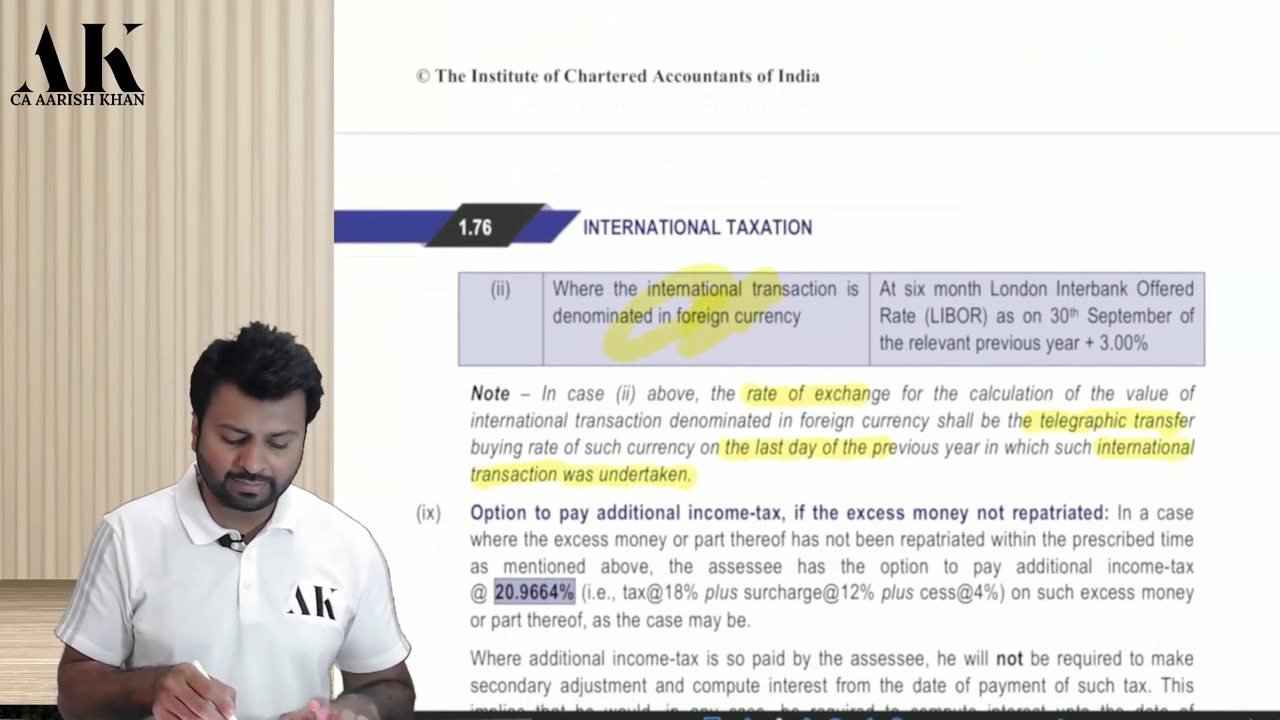 AK
CA AARISH KHAN
© The Institute of Chartered Accountants of India
1.76 INTERNATIONAL TAXATION
(ii) Where the international transaction is denominated in foreign currency
At six month London Interbank Offered Rate (LIBOR) as on 30th September of the relevant previous year + 3.00%
Note – In case (ii) above, the rate of exchange for the calculation of the value of
international transaction denominated in foreign currency shall be the telegraphic transfer
buying rate of such currency on the last day of the previous year in which such international
transaction was undertaken.
(ix) Option to pay additional income-tax, if the excess money not repatriated: In a case
where the excess money or part thereof has not been repatriated within the prescribed time
as mentioned above, the assessee has the option to pay additional income-tax
@ 20.9664% (i.e., tax@18% plus surcharge@12% plus cess@4%) on such excess money
or part thereof, as the case may be.
Where additional income-tax is so paid by the assessee, he will not be required to make
secondary adjustment and compute interest from the date of payment of such tax. This
AK